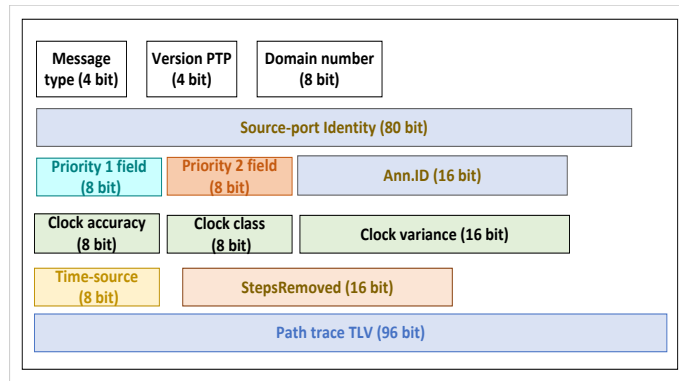 Message
type (4 bit)
Version PTP
(4 bit)
Domain number
(8 bit)
Source-port Identity (80 bit)
Priority 1 field
(8 bit)
Priority 2 field
(8 bit)
Ann.ID (16 bit)
Clock accuracy
(8 bit)
Clock class
(8 bit)
Clock variance (16 bit)
Time-source
(8 bit)
StepsRemoved (16 bit)
Path trace TLV (96 bit)